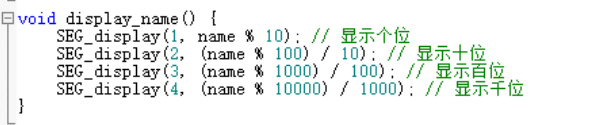 void display_name() {
SEG_display(1, name % 10); // 显示个位
SEG_display(2, (name % 100) / 10); // 显示十位
SEG_display(3, (name % 1000) / 100); // 显示百位
SEG_display(4, (name % 10000) / 1000); // 显示千位
}